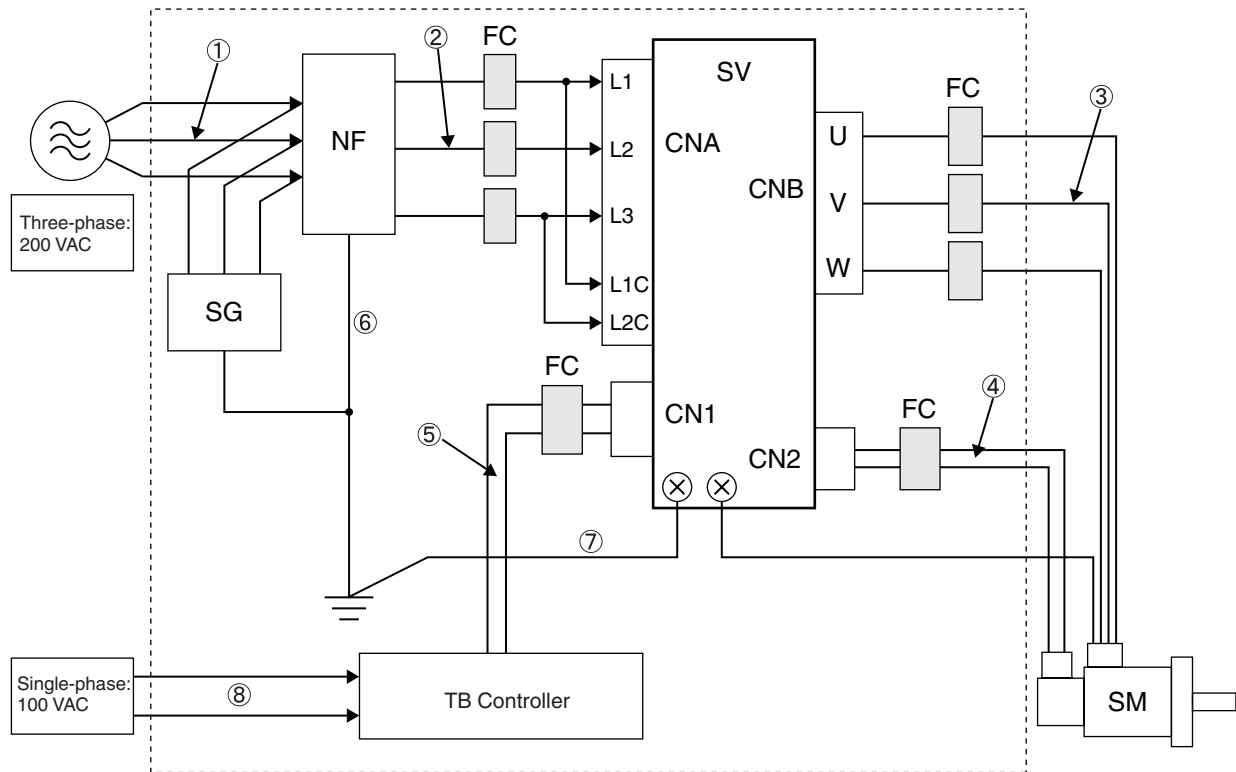 ①
②
FC
SV
FC
③
NF
L1
CNA
U
L2
CNB
V
Three-phase:
200 VAC
L3
W
SG
⑥
L1C
L2C
FC
④
FC
⑤
CN1
CN2
⑦
Single-phase:
100 VAC
⑧
TB Controller
SM